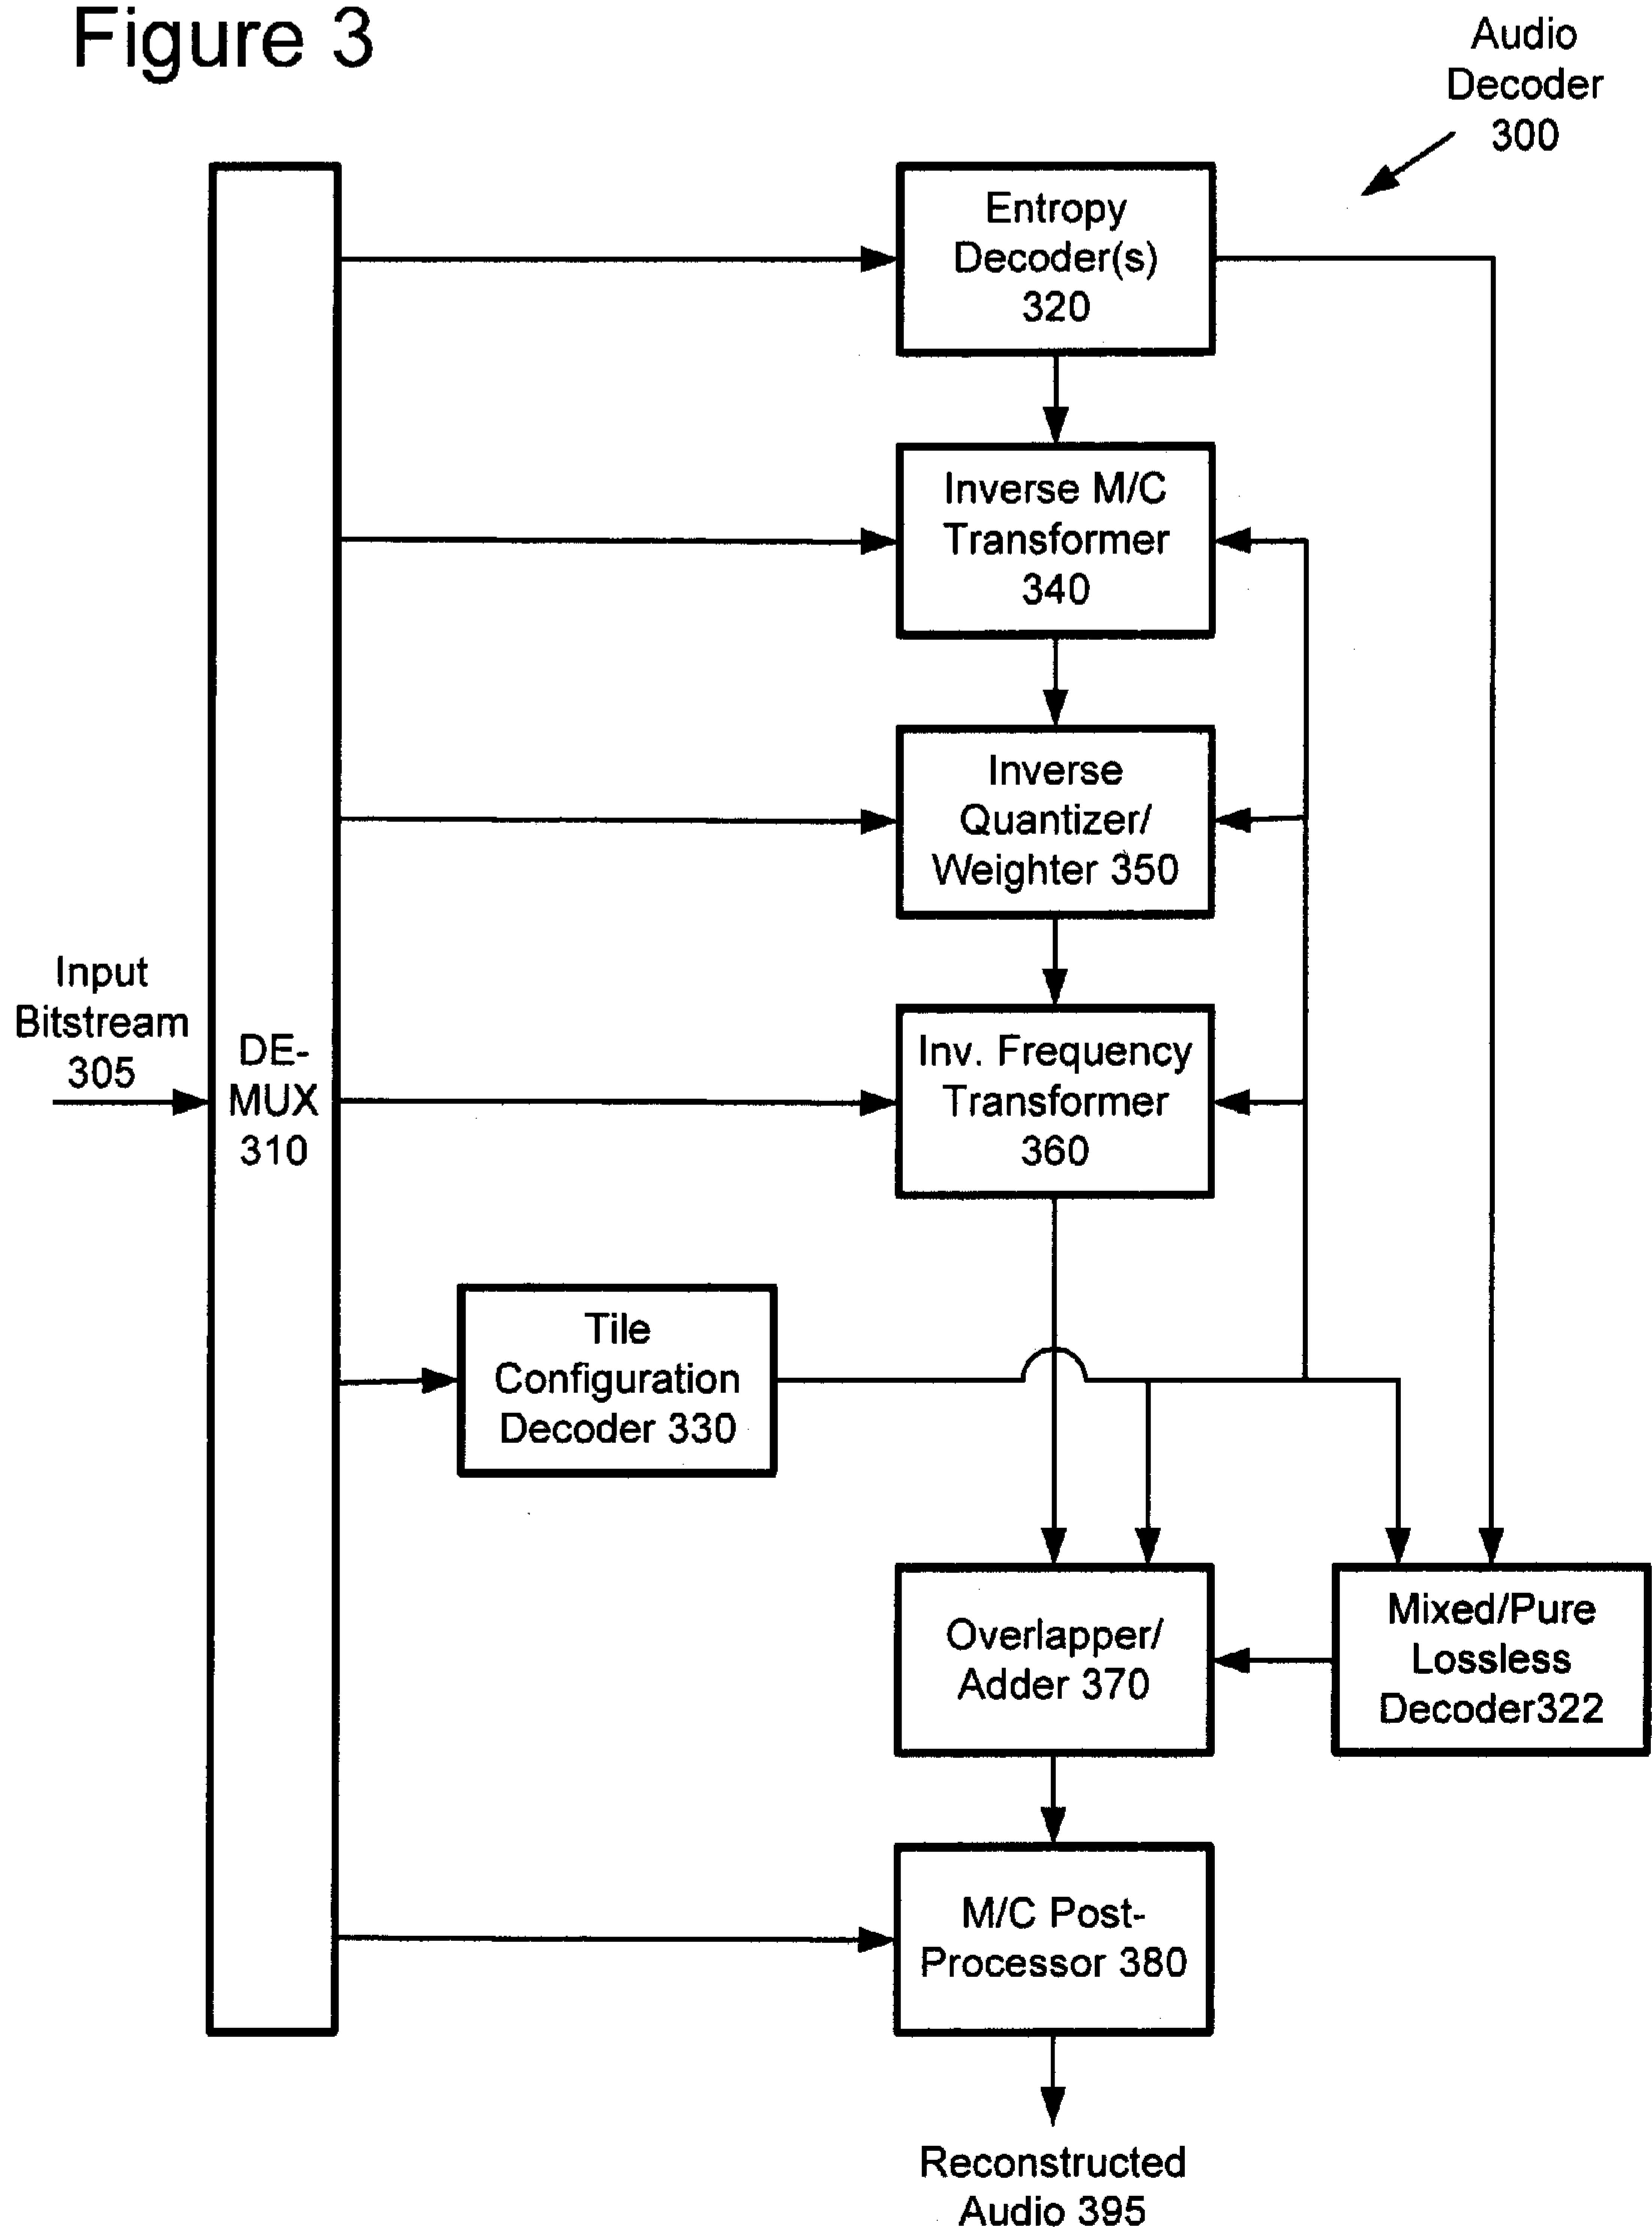 Figure 3
Audio
Decoder
300
Entropy
Decoder(s)
320
Inverse M/C
Transformer
340
Inverse
Quantizer/
Weighter 350
Input
Bitstream
305
DE-
MUX
310
Inv. Frequency
Transformer
360
Tile
Configuration
Decoder 330
Overlapper/
Adder 370
Mixed/Pure
Lossless
Decoder322
M/C Post-
Processor 380
Reconstructed
Audio 395